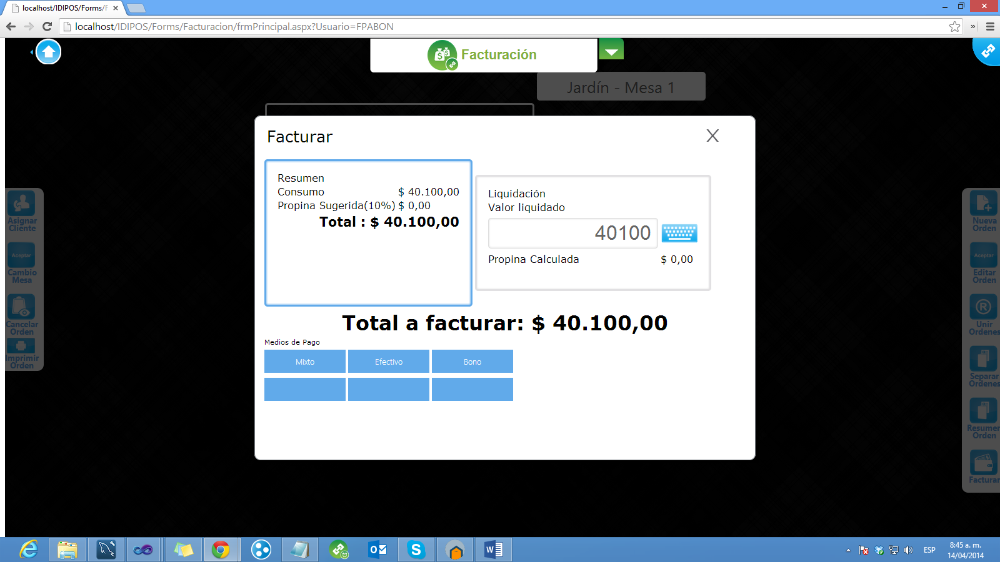 localhost/IDIPOS/Forms/F
localhost/IDIPOS/Forms/Facturacion/frmPrincipal.aspx?Usuario=FPABON
Facturación
Jardín - Mesa 1
Facturar
X
Resumen
Consumo $ 40.100,00
Propina Sugerida(10%) $ 0,00
Total : $ 40.100,00
Liquidación
Valor liquidado
40100
Propina Calculada $ 0,00
Total a facturar: $ 40.100,00
Medios de Pago
Mixto Efectivo Bono
Asignar
Cliente
Aceptar
Cambio
Mesa
Cancelar
Orden
Imprimir
Orden
Nueva
Orden
Aceptar
Editar
Orden
Unir
Ordenes
Separar
Ordenes
Resumen
Orden
Facturar
ESP
8:45 a. m.
14/04/2014